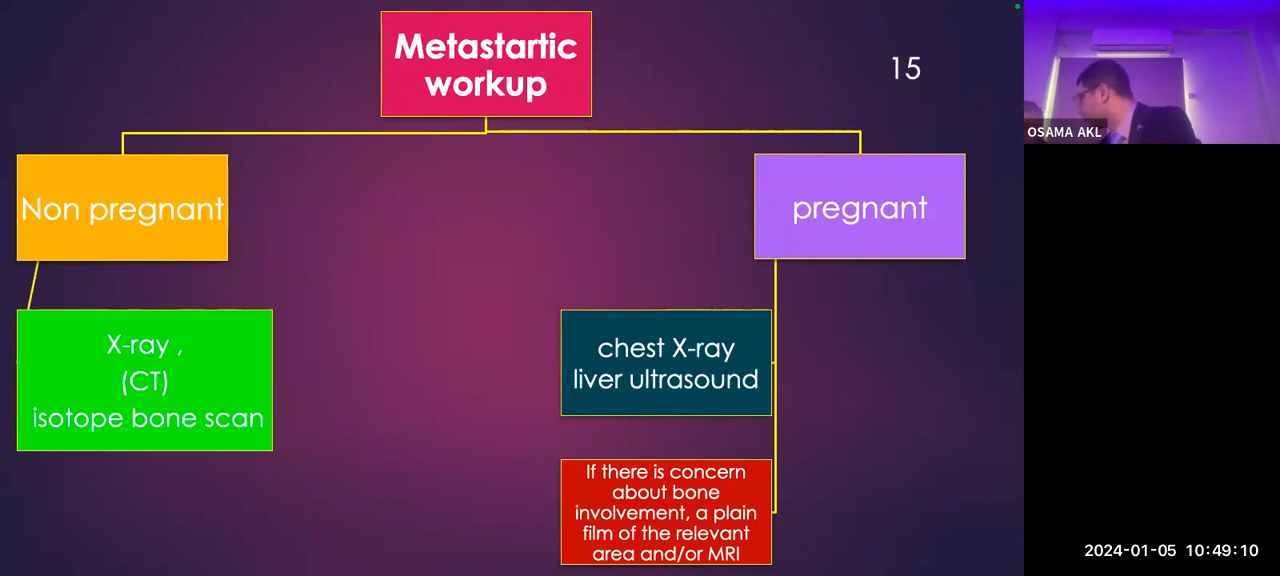 Metastartic
workup
15
OSAMA AKL
Non pregnant
pregnant
X-ray ,
(CT)
isotope bone scan
chest X-ray
liver ultrasound
If there is concern
about bone
involvement, a plain
film of the relevant
area and/or MRI
2024-01-05 10:49:10